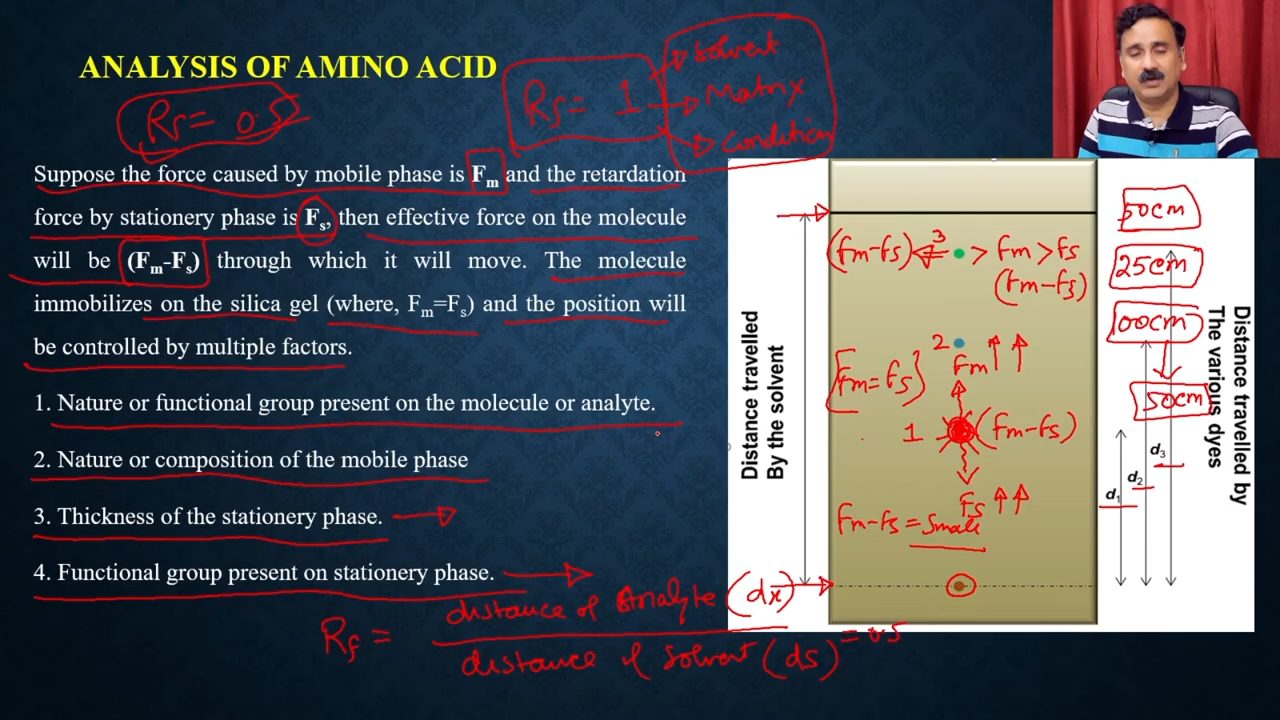 ANALYSIS OF AMINO ACID
Rf = 0.5
Rf = 1
Solvent
Matrix
Condition
Suppose the force caused by mobile phase is Fm and the retardation
force by stationery phase is Fs, then effective force on the molecule
will be (Fm-Fs) through which it will move. The molecule
immobilizes on the silica gel (where, Fm=Fs) and the position will
be controlled by multiple factors.
1. Nature or functional group present on the molecule or analyte.
2. Nature or composition of the mobile phase
3. Thickness of the stationery phase.
4. Functional group present on stationery phase.
Rf = distance of Analyte (dx)
distance of solvent (ds) = 0.5
Distance travelled
By the solvent
(fm-fs) 3 > fm > fs
(fm-fs)
2
[fm = fs} fm
1 (fm-fs)
fs
fm-fs = small
50cm
25cm
100cm
50cm
d3
d2
d1
Distance travelled by
The various dyes